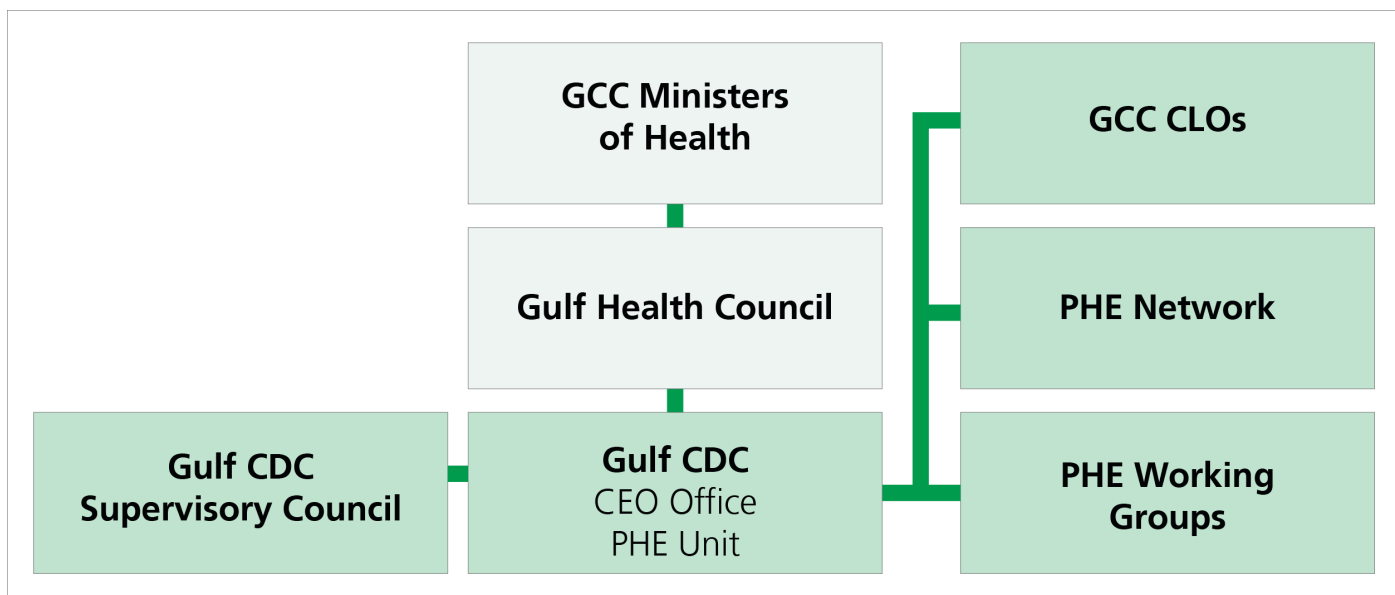 GCC Ministers
of Health
GCC CLOs
Gulf Health Council
PHE Network
Gulf CDC
Supervisory Council
Gulf CDC
CEO Office
PHE Unit
PHE Working
Groups